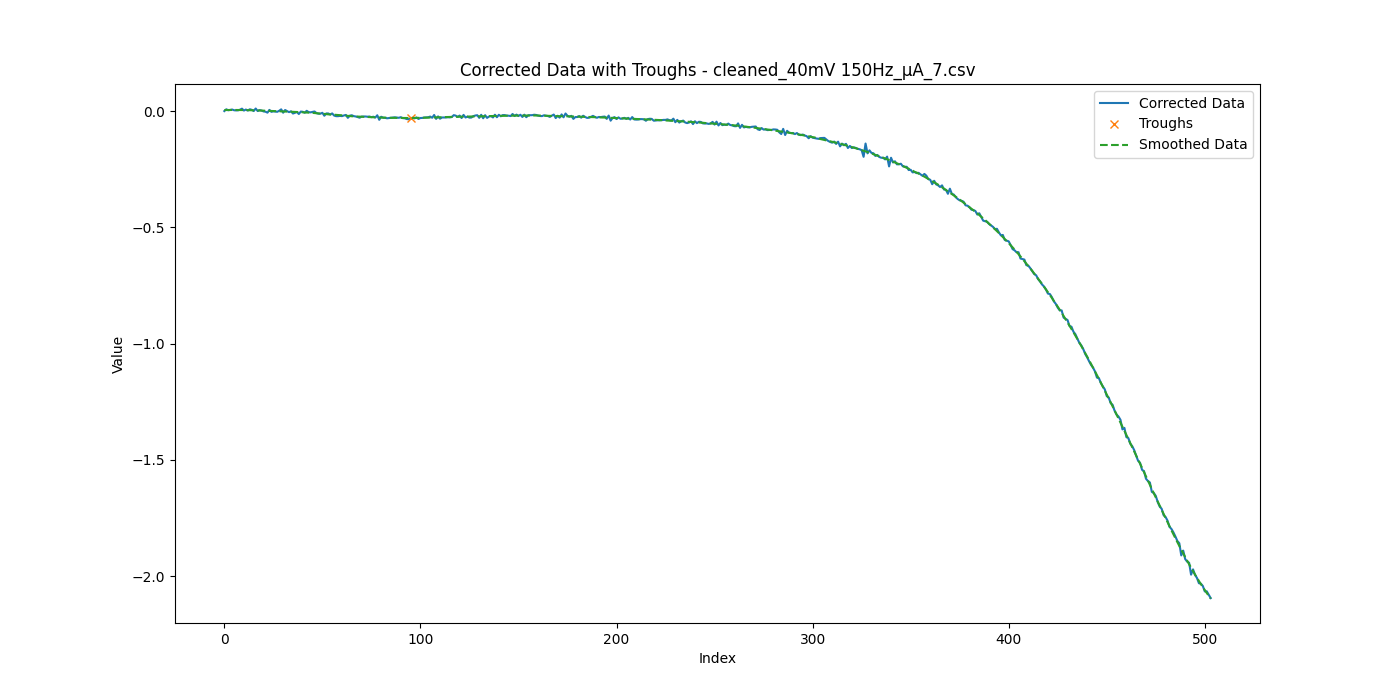 Corrected Data with Troughs - cleaned_40mV 150Hz_µA_7.csv
Corrected Data
Troughs
Smoothed Data
0.0
−0.5
−1.0
−1.5
−2.0
Value
0 100 200 300 400 500
Index